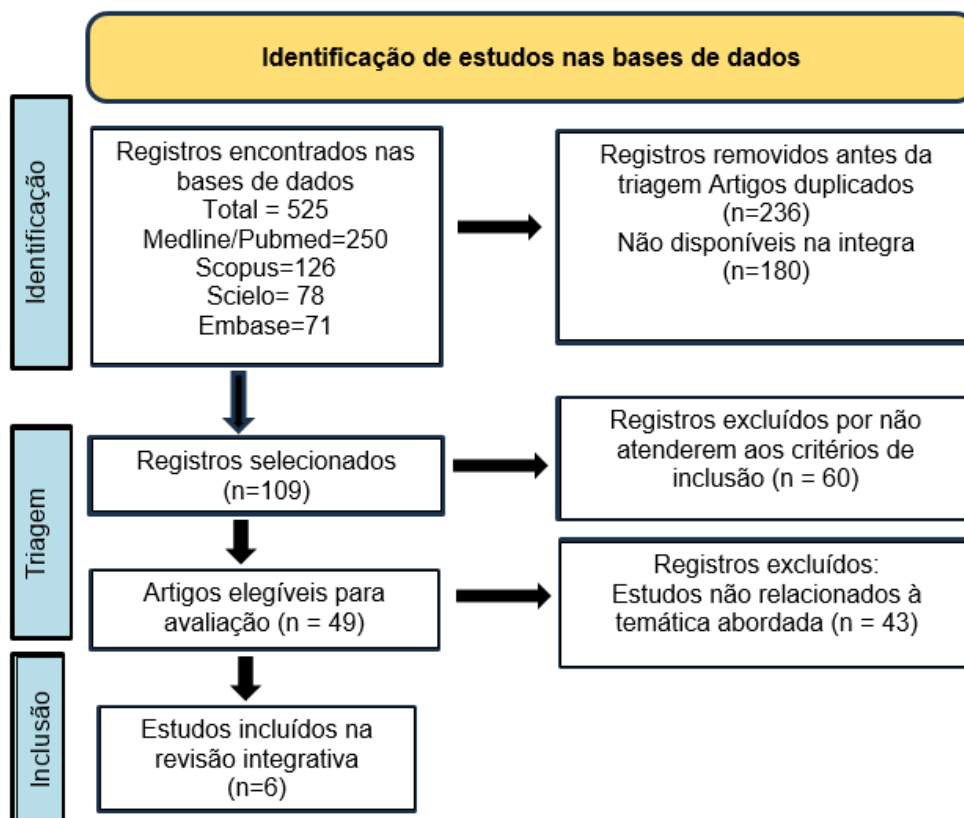 Identificação de estudos nas bases de dados
Identificação
Registros encontrados nas
bases de dados
Total = 525
Medline/Pubmed=250
Scopus=126
Scielo= 78
Embase=71
Registros removidos antes da
triagem Artigos duplicados
(n=236)
Não disponíveis na integra
(n=180)
Triagem
Registros selecionados
(n=109)
Registros excluídos por não
atenderem aos critérios de
inclusão (n = 60)
Artigos elegíveis para
avaliação (n = 49)
Registros excluídos:
Estudos não relacionados à
temática abordada (n = 43)
Inclusão
Estudos incluídos na
revisão integrativa
(n=6)